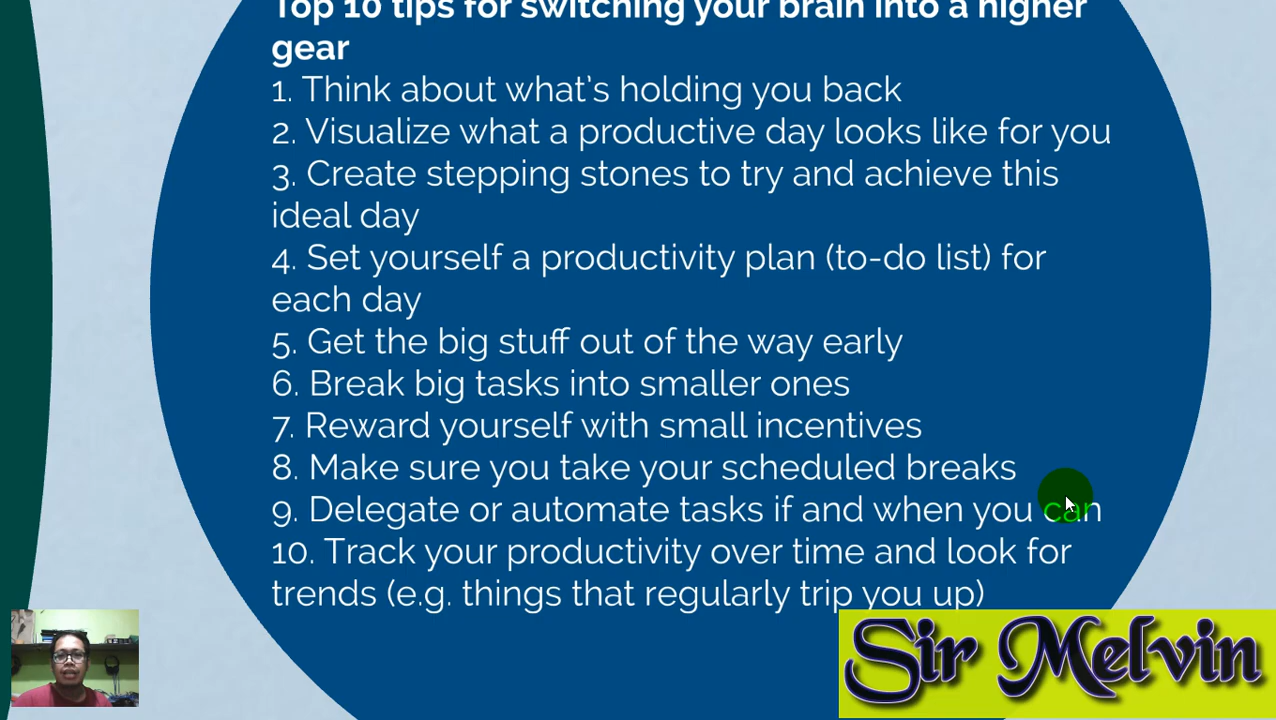 Top 10 tips for switching your brain into a higher
gear
1. Think about what's holding you back
2. Visualize what a productive day looks like for you
3. Create stepping stones to try and achieve this
ideal day
4. Set yourself a productivity plan (to-do list) for
each day
5. Get the big stuff out of the way early
6. Break big tasks into smaller ones
7. Reward yourself with small incentives
8. Make sure you take your scheduled breaks
9. Delegate or automate tasks if and when you can
10. Track your productivity over time and look for
trends (e.g. things that regularly trip you up)
Sir Melvin